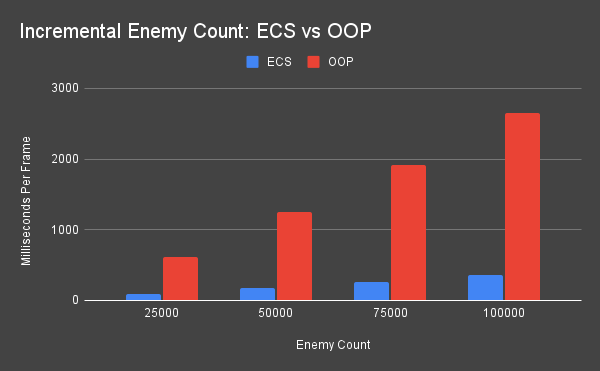 Incremental Enemy Count: ECS vs OOP
ECS
OOP
Milliseconds Per Frame
3000
2000
1000
0
25000
50000
75000
100000
Enemy Count